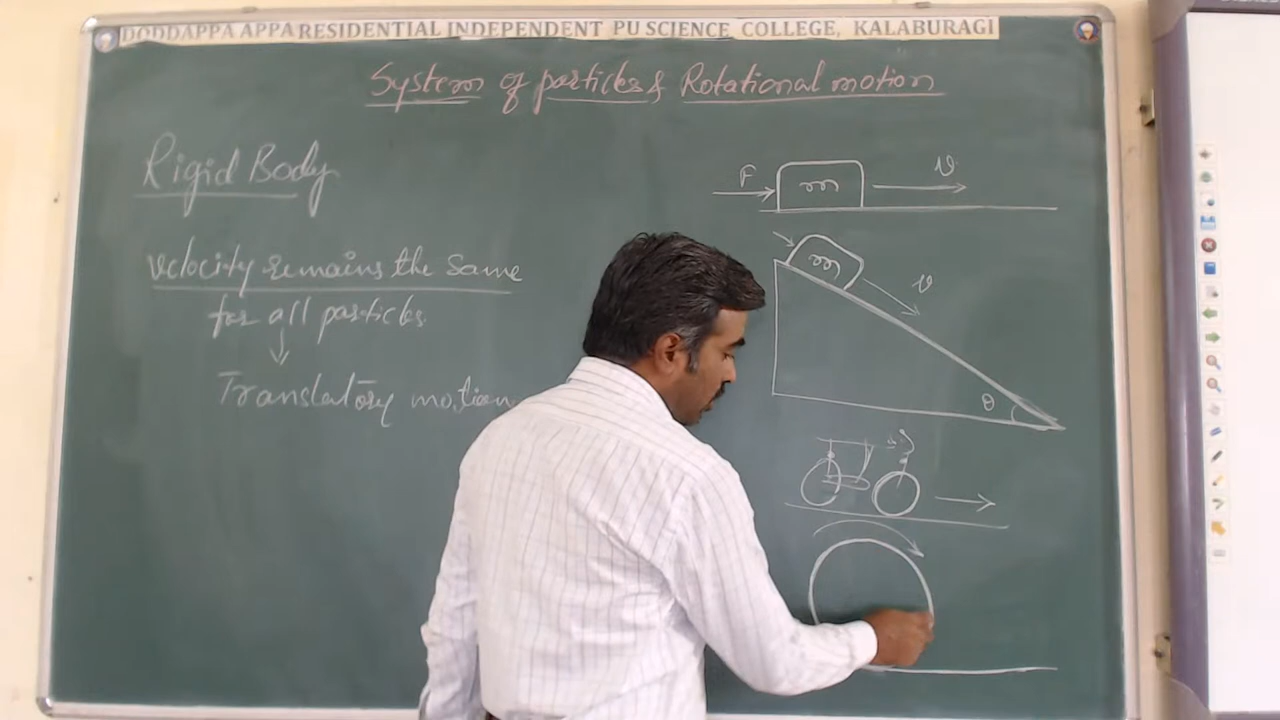 DODDAPPA APPA RESIDENTIAL INDEPENDENT PU SCIENCE COLLEGE, KALABURAGI
System of particles & Rotational motion
Rigid Body
Velocity remains the same
for all particles
Translatory motion
F
m
v
m
v
θ